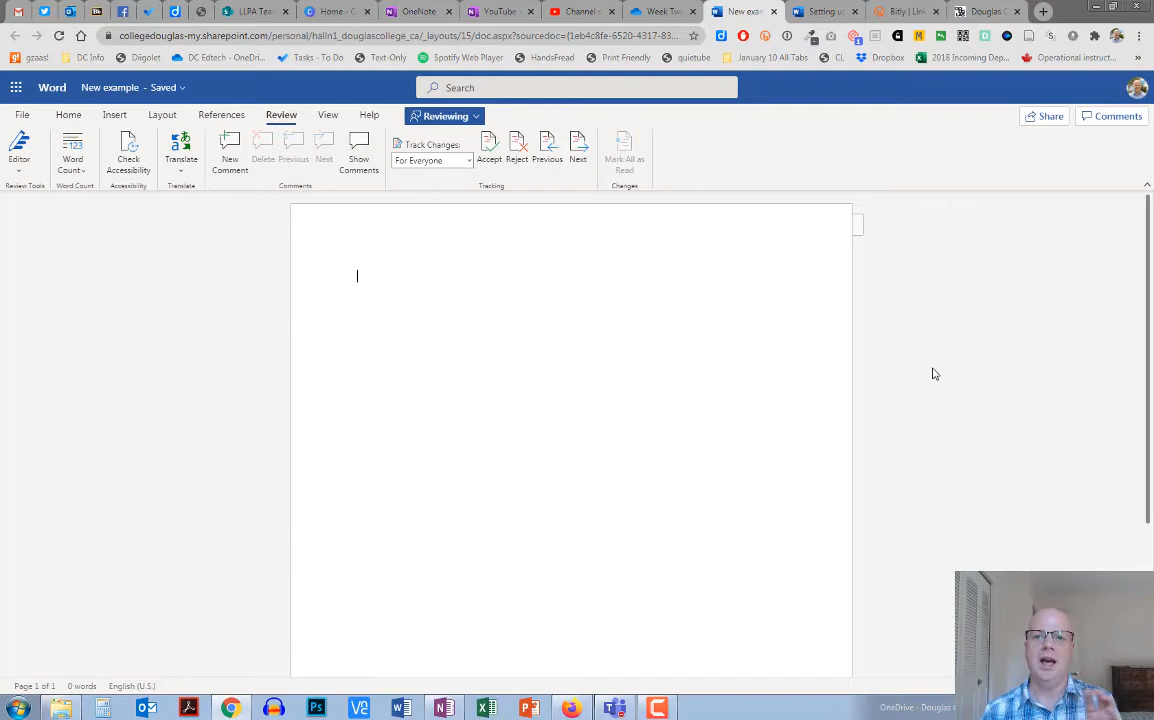 LLPA Tea
Home - C
OneNote
YouTube
Channel c
Week Two
New exam
Setting up
Bitly | Link
Douglas C
collegedouglas-my.sharepoint.com/personal/halln1_douglascollege_ca/_layouts/15/doc.aspx?sourcedoc={1eb4c8fe-6520-4317-83...
gzaas! DC Info Diigolet DC Edtech - OneDri... Tasks - To Do Text-Only Spotify Web Player HandsFread Print Friendly quietube January 10 All Tabs CL Dropbox 2018 Incoming Dep... Operational instruct... »
Word New example - Saved Search
File Home Insert Layout References Review View Help Reviewing Share Comments
Editor
Word Count
Check Accessibility
Translate
New Comment
Delete
Previous
Next
Show Comments
Track Changes:
For Everyone
Accept
Reject
Previous
Next
Mark All as Read
Review Tools Word Count Accessibility Translate Comments Tracking Changes
Page 1 of 1 0 words English (U.S.)
OneDrive - Douglas C